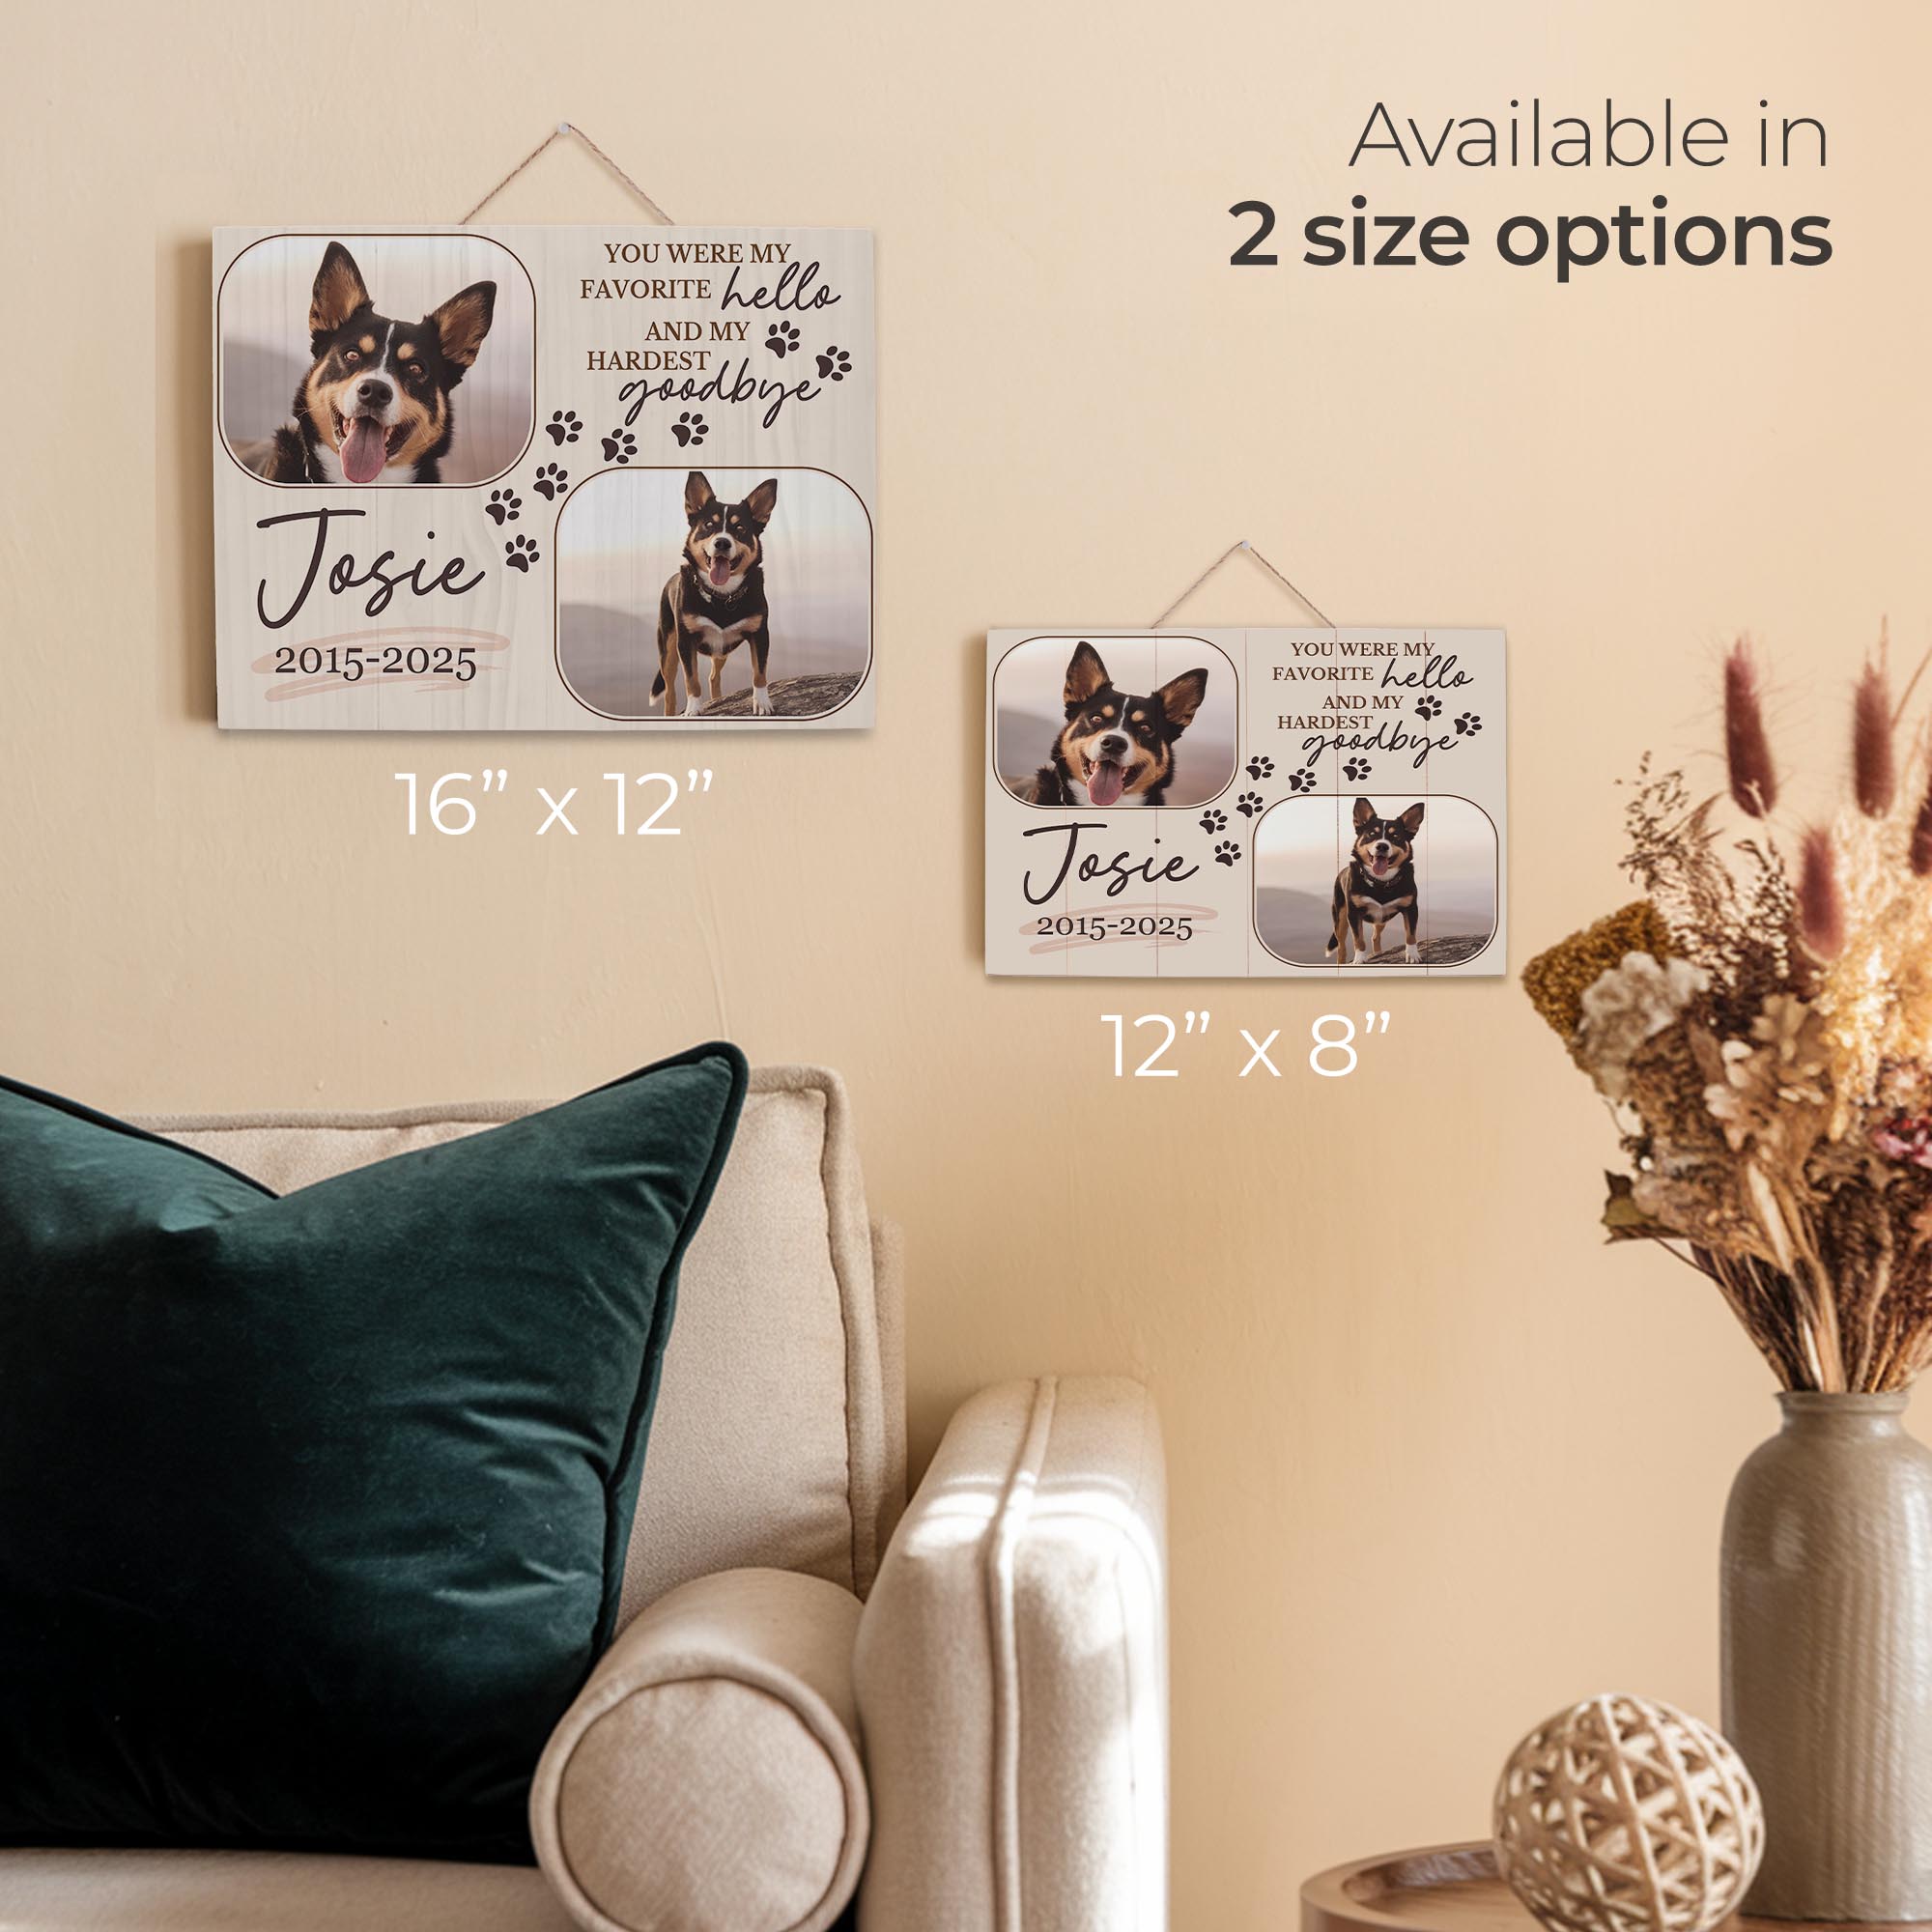 Available in
2 size options
YOU WERE MY
FAVORITE hello
AND MY
HARDEST
goodbye
Josie
2015-2025
16” x 12”
YOU WERE MY
FAVORITE hello
AND MY
HARDEST
goodbye
Josie
2015-2025
12” x 8”